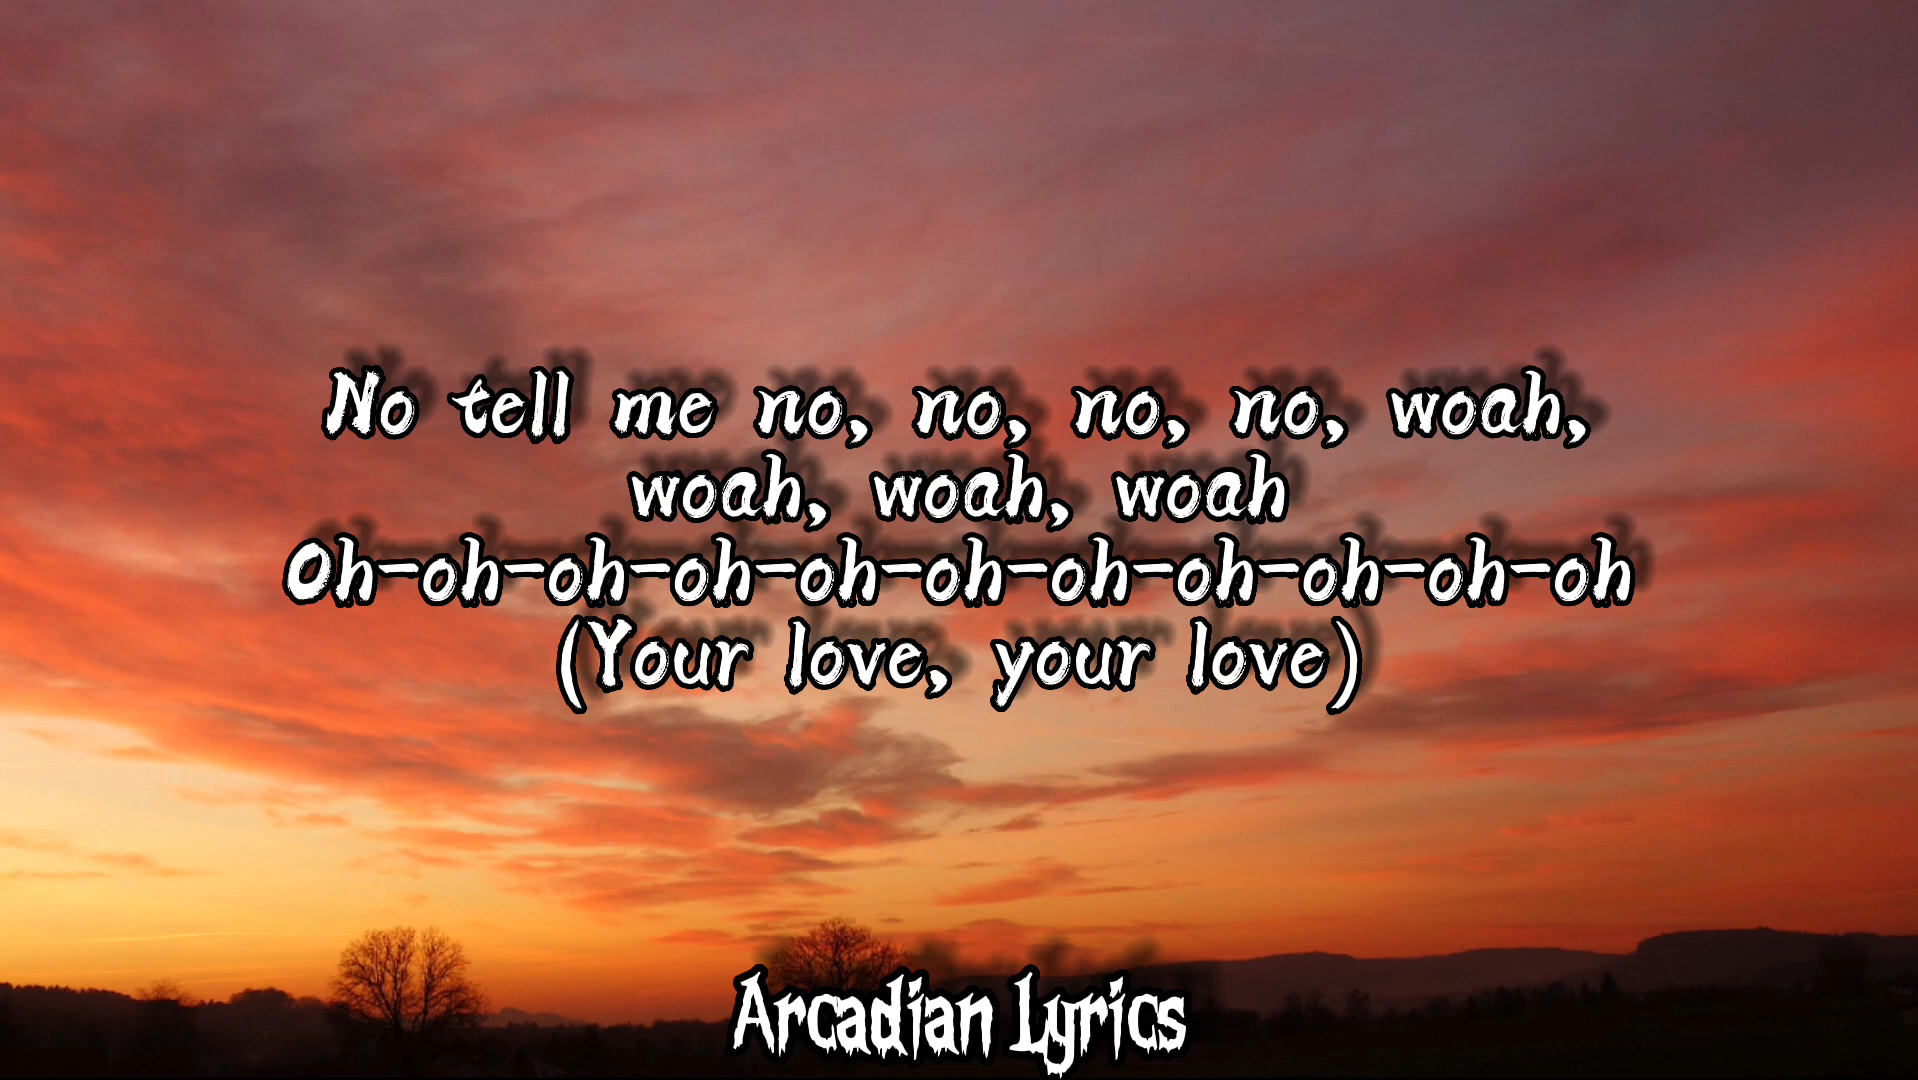 No tell me no, no, no, no, woah,
woah, woah, woah
Oh-oh-oh-oh-oh-oh-oh-oh-oh-oh-oh
(Your love, your love)
Arcadian Lyrics